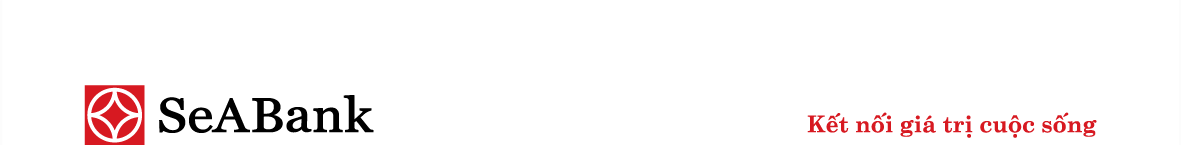 SeABank
Kết nối giá trị cuộc sống